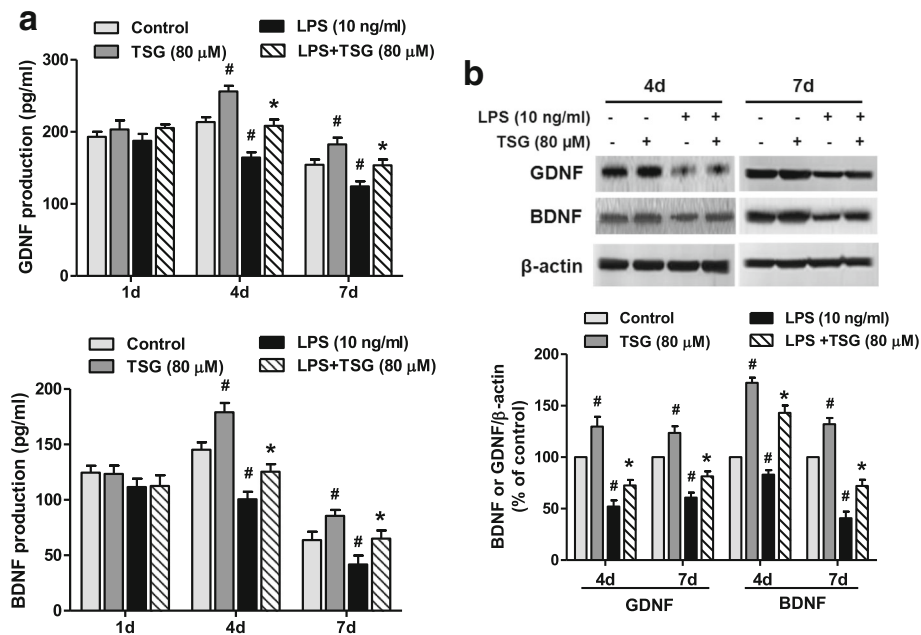 a
Control
LPS (10 ng/ml)
TSG (80 μM)
LPS+TSG (80 μM)
GDNF production (pg/ml)
300
200
100
0
#
#
*
#
#
*
1d
4d
7d
Control
LPS (10 ng/ml)
TSG (80 μM)
LPS+TSG (80 μM)
BDNF production (pg/ml)
200
150
100
50
0
#
#
*
#
#
*
1d
4d
7d
b
4d
7d
LPS (10 ng/ml) - - + + - - + +
TSG (80 μM) - + - + - + - +
GDNF
BDNF
β-actin
Control
LPS (10 ng/ml)
TSG (80 μM)
LPS +TSG (80 μM)
BDNF or GDNF/β-actin
(% of control)
200
150
100
50
0
#
#
*
#
#
*
#
#
*
#
#
*
4d
7d
4d
7d
GDNF
BDNF